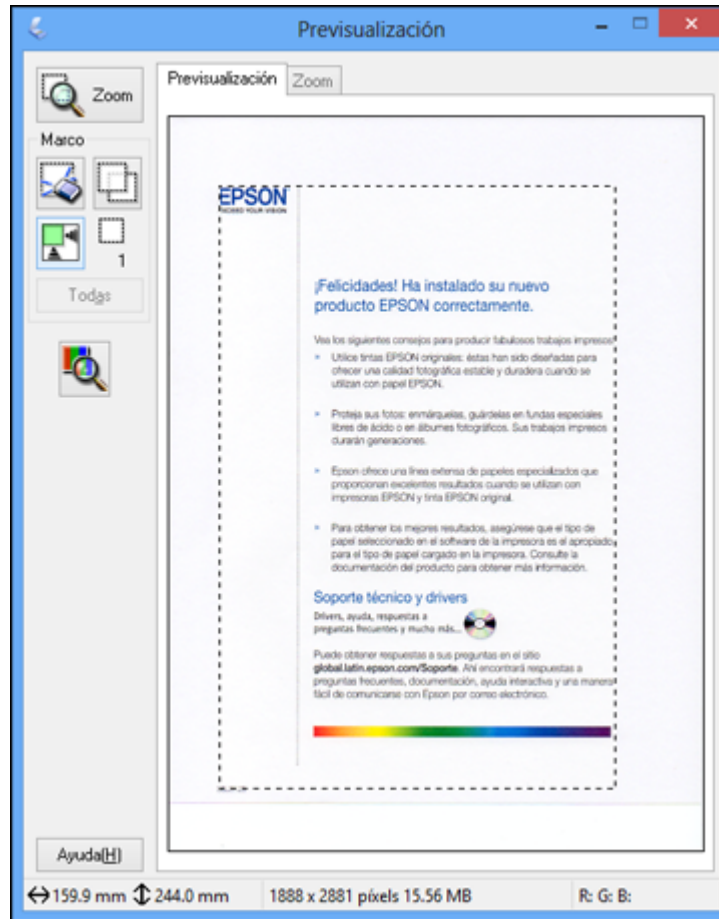 Previsualización
Zoom
Previsualización
Zoom
Marco
1
Todas
EPSON
EXCEED YOUR VISION
¡Felicidades! Ha instalado su nuevo
producto EPSON correctamente.
Vea los siguientes consejos para producir fabulosos trabajos impresos:
» Utilice tintas EPSON originales: éstas han sido diseñadas para
ofrecer una calidad fotográfica estable y duradera cuando se
utilizan con papel EPSON.
» Proteja sus fotos: enmárquelas, guárdelas en fundas especiales
libres de ácido o en álbumes fotográficos. Sus trabajos impresos
durarán generaciones.
» Epson ofrece una línea extensa de papeles especializados que
proporcionan excelentes resultados cuando se utilizan con
impresoras EPSON y tinta EPSON original.
» Para obtener los mejores resultados, asegúrese que el tipo de
papel seleccionado en el software de la impresora es el apropiado
para el tipo de papel cargado en la impresora. Consulte la
documentación del producto para obtener más información.
Soporte técnico y drivers
Drivers, ayuda, respuestas a
preguntas frecuentes y mucho más...
Puede obtener respuestas a sus preguntas en el sitio
global.latin.epson.com/Soporte. Ahí encontrará respuestas a
preguntas frecuentes, documentación, ayuda interactiva y una manera
fácil de comunicarse con Epson por correo electrónico.
Ayuda(H)
159.9 mm 244.0 mm 1888 x 2881 píxels 15.56 MB R: G: B: